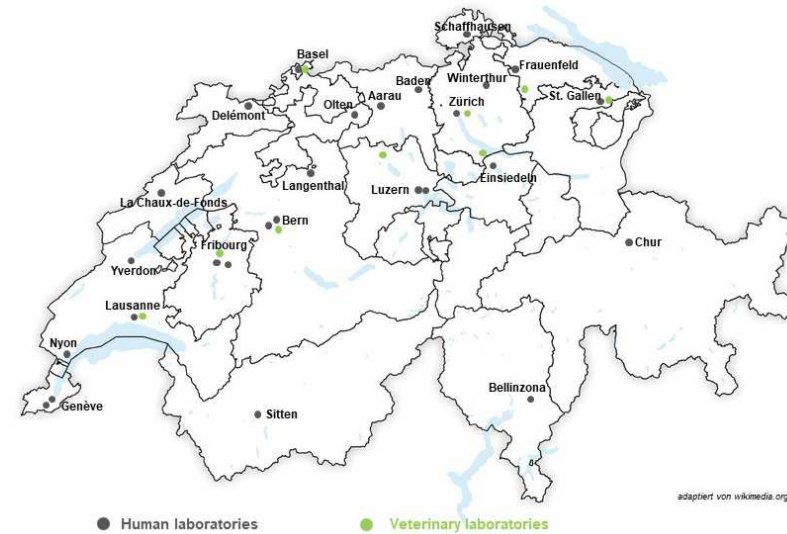 Schaffhausen
Basel
Frauenfeld
Baden
Winterthur
Aarau
Zürich
St. Gallen
Olten
Delémont
Langenthal
Luzern
Einsiedeln
La Chaux-de-Fonds
Bern
Chur
Fribourg
Yverdon
Lausanne
Nyon
Bellinzona
Genève
Sitten
adaptiert von wikimedia.org
Human laboratories
Veterinary laboratories